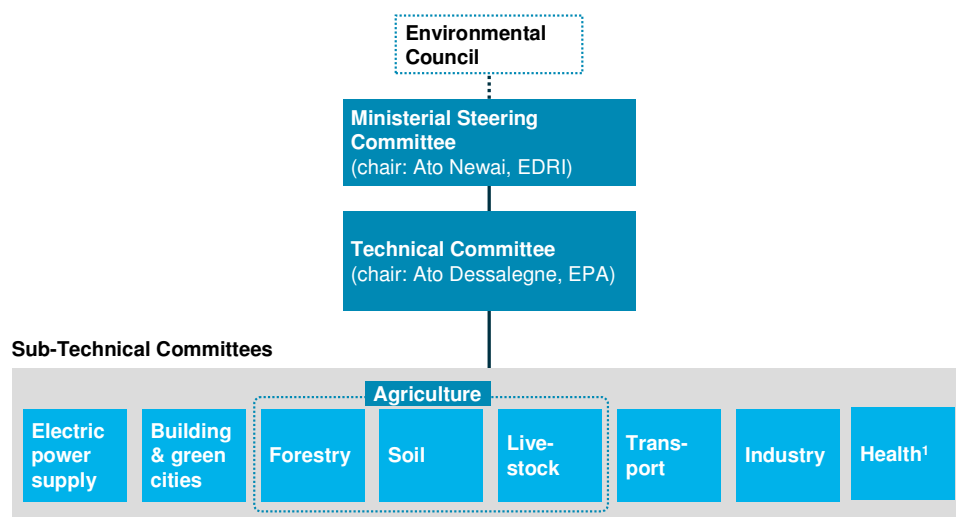 Environmental
Council
Ministerial Steering
Committee
(chair: Ato Newai, EDRI)
Technical Committee
(chair: Ato Dessalegne, EPA)
Sub-Technical Committees
Agriculture
Electric
power
supply
Building
& green
cities
Forestry
Soil
Live-
stock
Trans-
port
Industry
Health¹